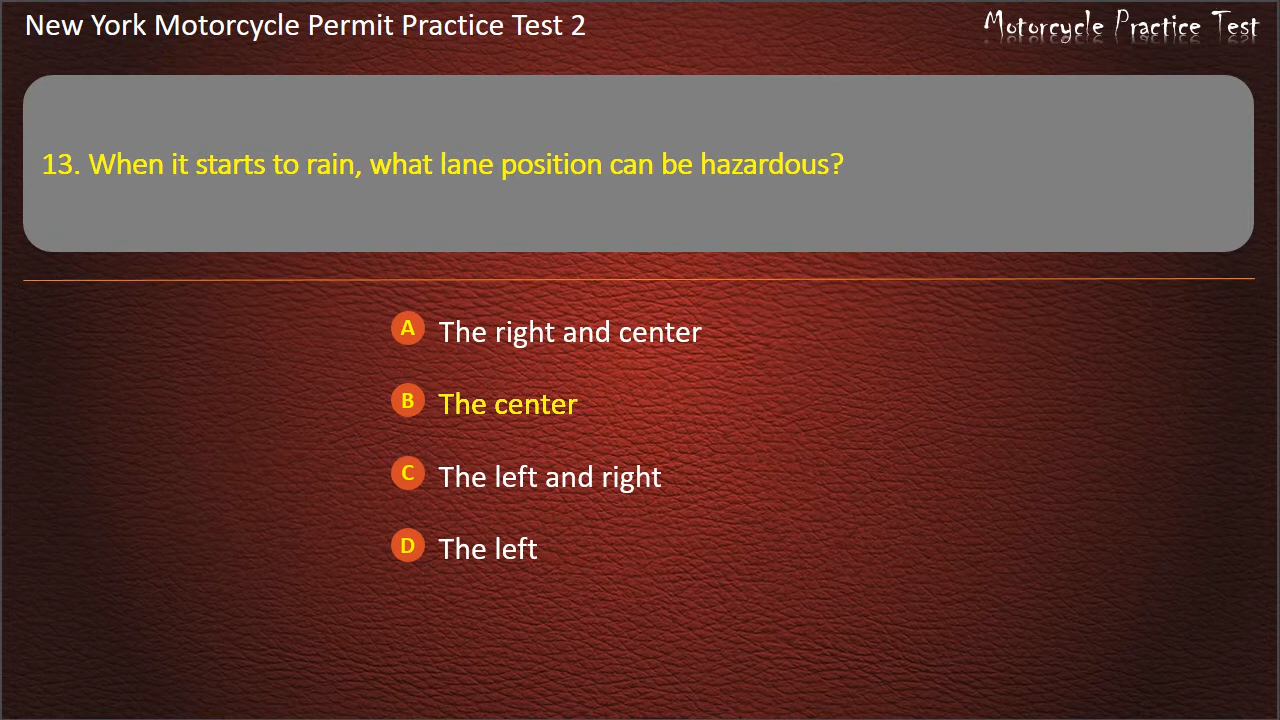 New York Motorcycle Permit Practice Test 2
Motorcycle Practice Test
13. When it starts to rain, what lane position can be hazardous?
A The right and center
B The center
C The left and right
D The left